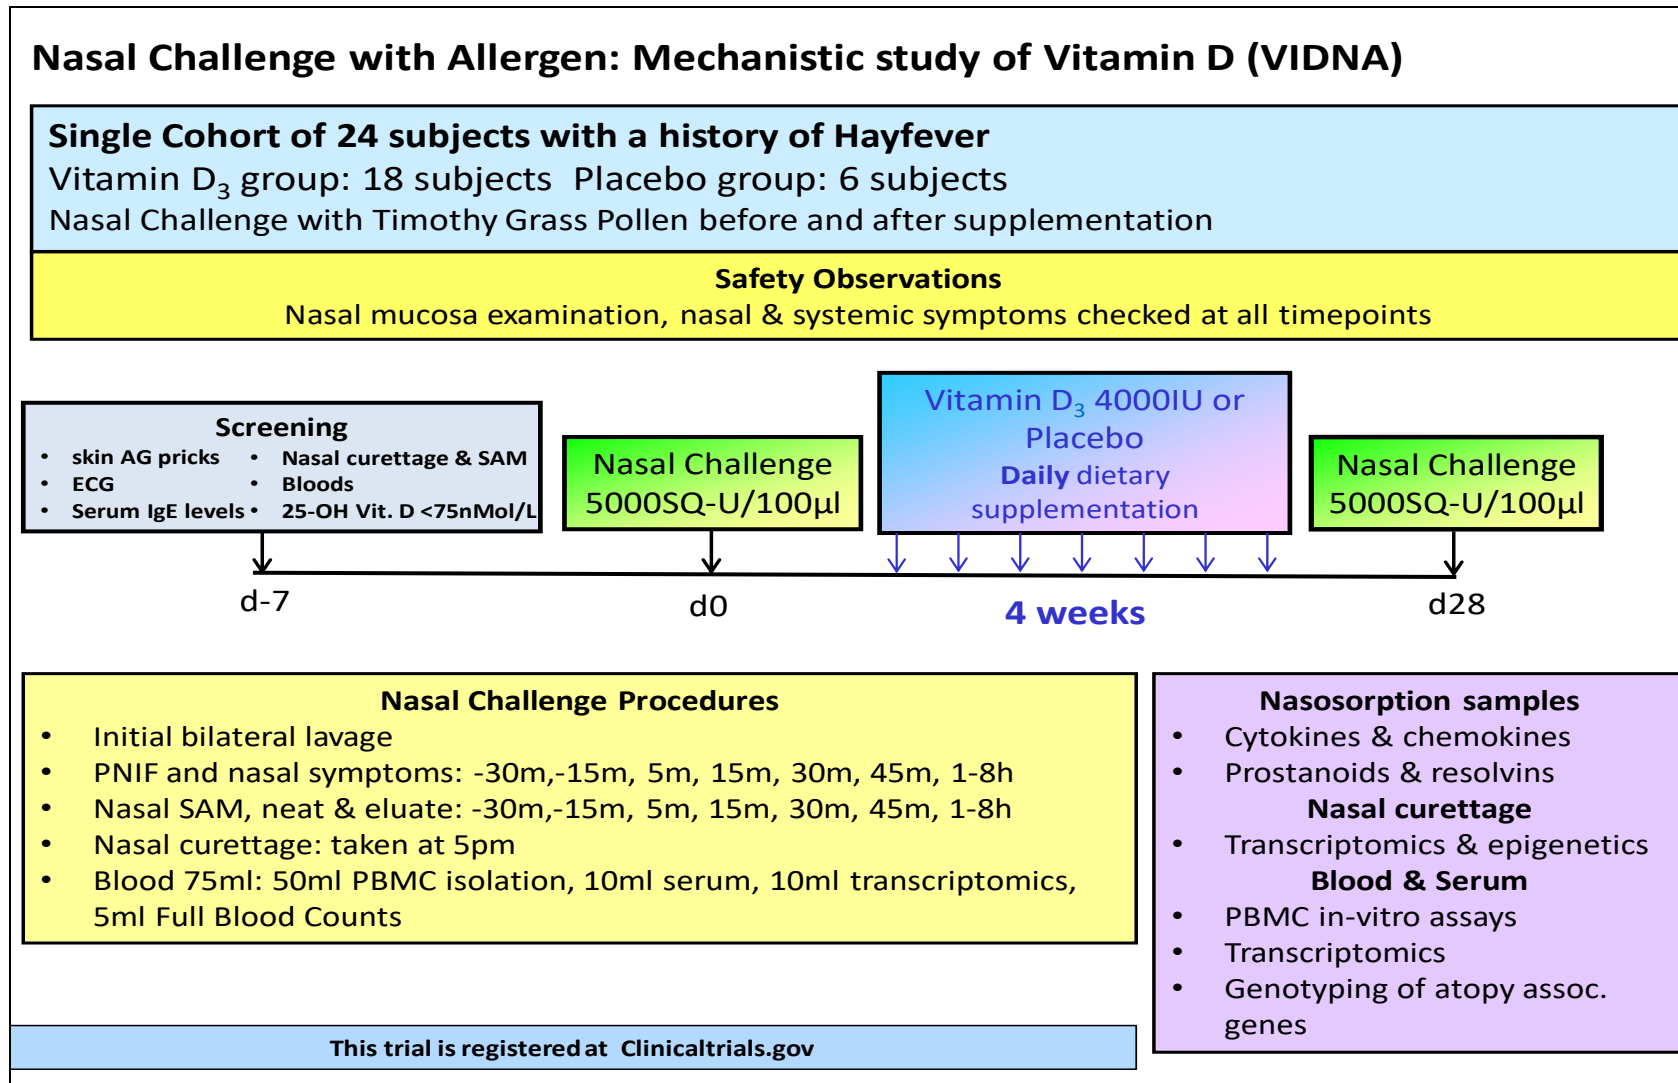 Nasal Challenge with Allergen: Mechanistic study of Vitamin D (VIDNA)
Single Cohort of 24 subjects with a history of Hayfever
Vitamin D₃ group: 18 subjects  Placebo group: 6 subjects
Nasal Challenge with Timothy Grass Pollen before and after supplementation
Safety Observations
Nasal mucosa examination, nasal & systemic symptoms checked at all timepoints
Screening
• skin AG pricks
• ECG
• Serum IgE levels
• Nasal curettage & SAM
• Bloods
• 25-OH Vit. D <75nMol/L
Nasal Challenge
5000SQ-U/100µl
Vitamin D₃ 4000IU or
Placebo
Daily dietary
supplementation
Nasal Challenge
5000SQ-U/100µl
d-7
d0
4 weeks
d28
Nasal Challenge Procedures
• Initial bilateral lavage
• PNIF and nasal symptoms: -30m,-15m, 5m, 15m, 30m, 45m, 1-8h
• Nasal SAM, neat & eluate: -30m,-15m, 5m, 15m, 30m, 45m, 1-8h
• Nasal curettage: taken at 5pm
• Blood 75ml: 50ml PBMC isolation, 10ml serum, 10ml transcriptomics,
5ml Full Blood Counts
Nasosorption samples
• Cytokines & chemokines
• Prostanoids & resolvins
Nasal curettage
• Transcriptomics & epigenetics
Blood & Serum
• PBMC in-vitro assays
• Transcriptomics
• Genotyping of atopy assoc.
genes
This trial is registered at Clinicaltrials.gov